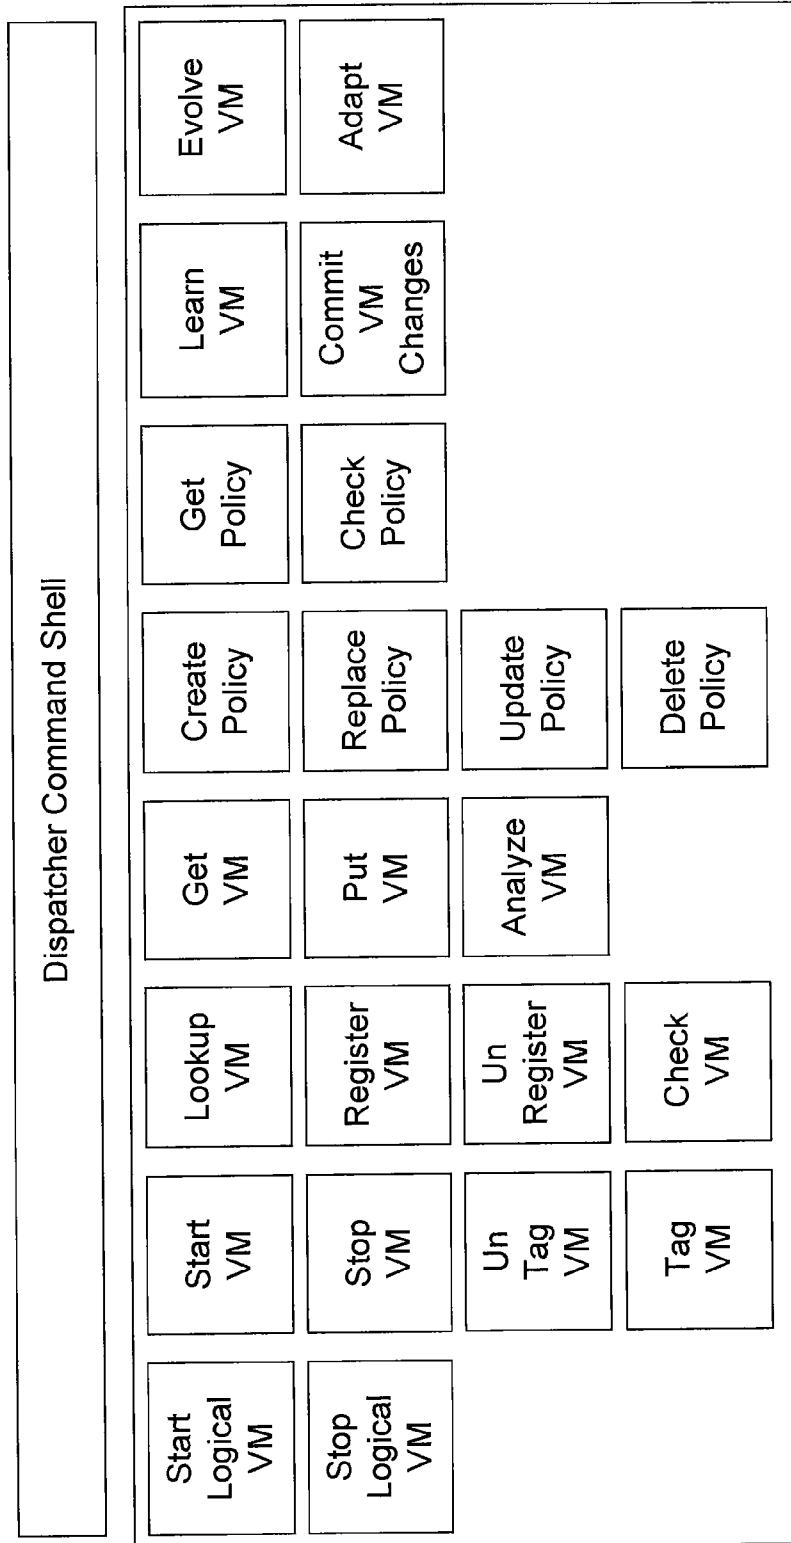 Dispatcher Command Shell
Start
Logical
VM
Start
VM
Lookup
VM
Get
VM
Create
Policy
Get
Policy
Learn
VM
Evolve
VM
Stop
Logical
VM
Stop
VM
Register
VM
Put
VM
Replace
Policy
Check
Policy
Commit
VM
Changes
Adapt
VM
Un
Tag
VM
Un
Register
VM
Analyze
VM
Update
Policy
Tag
VM
Check
VM
Delete
Policy